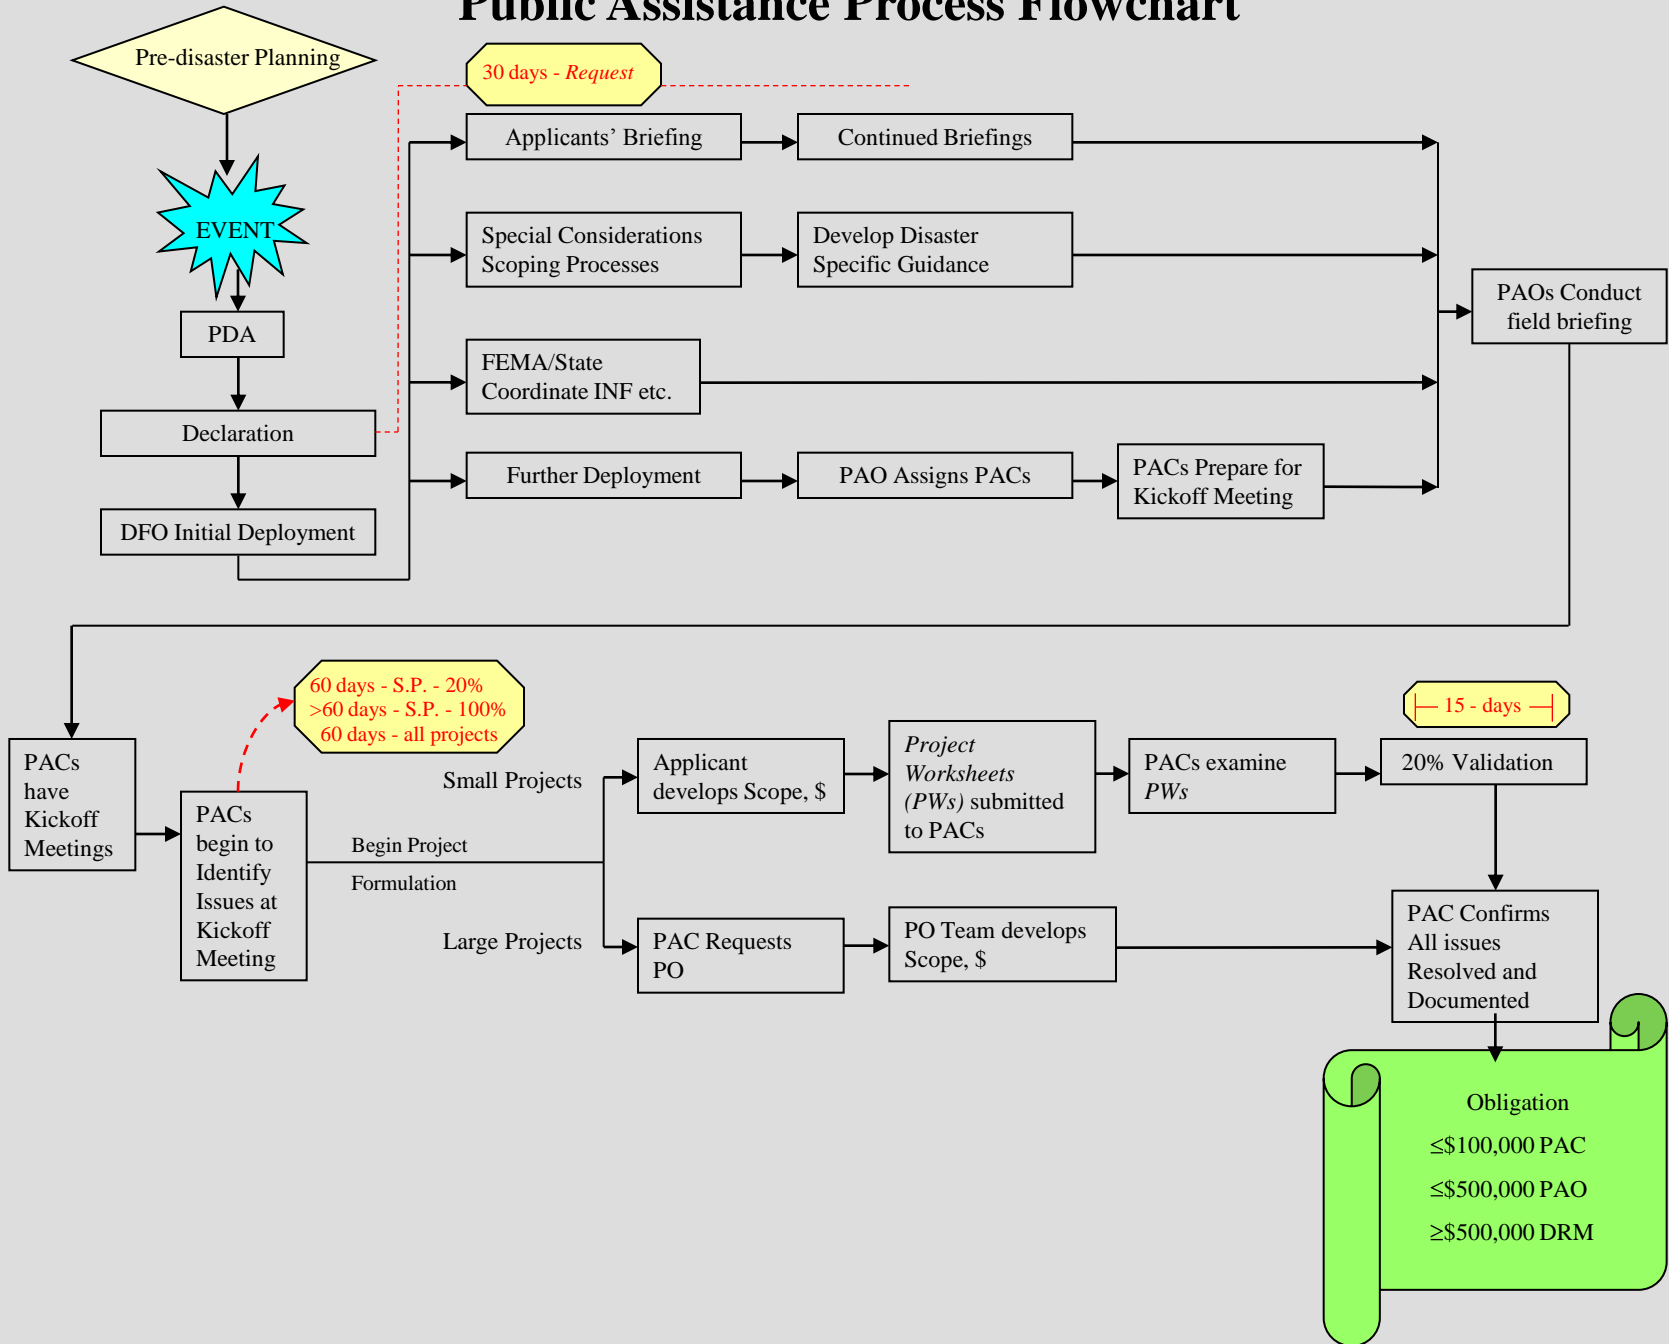 Public Assistance Process Flowchart
Pre-disaster Planning
30 days - Request
Applicants’ Briefing
Continued Briefings
EVENT
Special Considerations
Scoping Processes
Develop Disaster
Specific Guidance
PAOs Conduct
field briefing
PDA
FEMA/State
Coordinate INF etc.
Declaration
Further Deployment
PAO Assigns PACs
PACs Prepare for
Kickoff Meeting
DFO Initial Deployment
60 days - S.P. - 20%
>60 days - S.P. - 100%
60 days - all projects
15 - days
PACs
have
Kickoff
Meetings
PACs
begin to
Identify
Issues at
Kickoff
Meeting
Begin Project
Formulation
Small Projects
Applicant
develops Scope, $
Project
Worksheets
(PWs) submitted
to PACs
PACs examine
PWs
20% Validation
Large Projects
PAC Requests
PO
PO Team develops
Scope, $
PAC Confirms
All issues
Resolved and
Documented
Obligation
≤$100,000 PAC
≤$500,000 PAO
≥$500,000 DRM